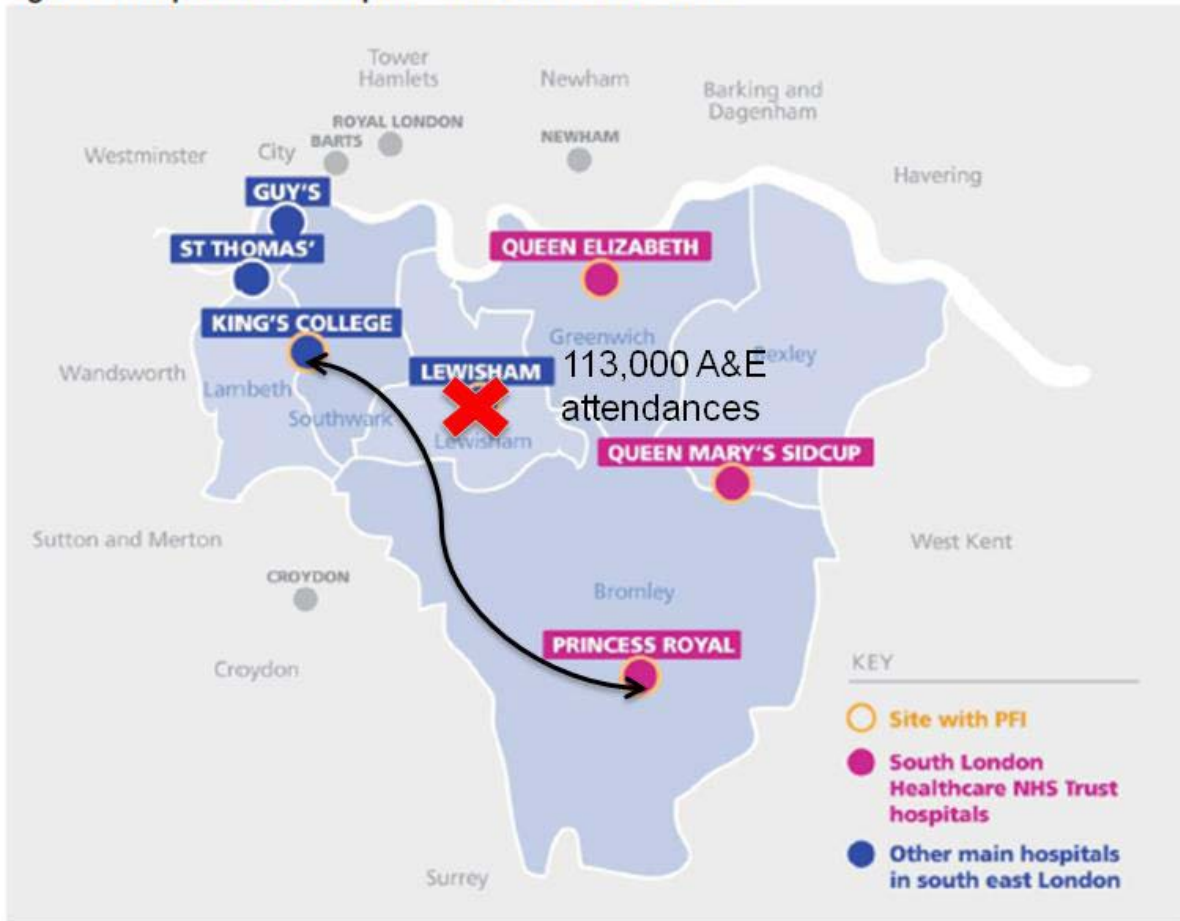 Tower
Hamlets
Newham
Barking and
Dagenham
ROYAL LONDON
BARTS
NEWHAM
Westminster
City
Havering
GUY'S
ST THOMAS'
QUEEN ELIZABETH
KING'S COLLEGE
Greenwich
Bexley
LEWISHAM
113,000 A&E
attendances
Wandsworth
Lambeth
Southwark
Lewisham
QUEEN MARY'S SIDCUP
Sutton and Merton
West Kent
CROYDON
Bromley
PRINCESS ROYAL
Croydon
KEY
Site with PFI
South London
Healthcare NHS Trust
hospitals
Other main hospitals
in south east London
Surrey